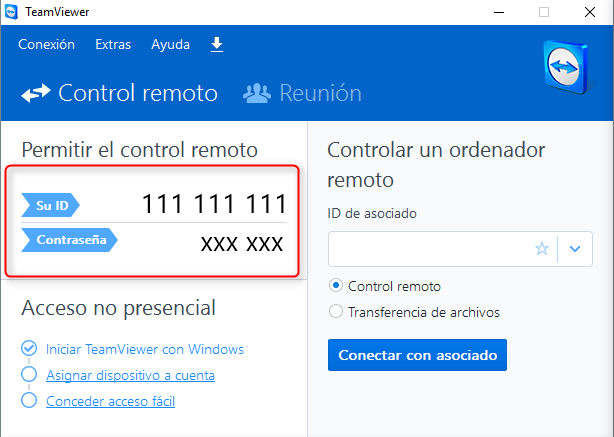 TeamViewer
Conexión Extras Ayuda
Control remoto Reunión
Permitir el control remoto
Su ID 111 111 111
Contraseña xxx xxx
Acceso no presencial
Iniciar TeamViewer con Windows
Asignar dispositivo a cuenta
Conceder acceso fácil
Controlar un ordenador
remoto
ID de asociado
Control remoto
Transferencia de archivos
Conectar con asociado